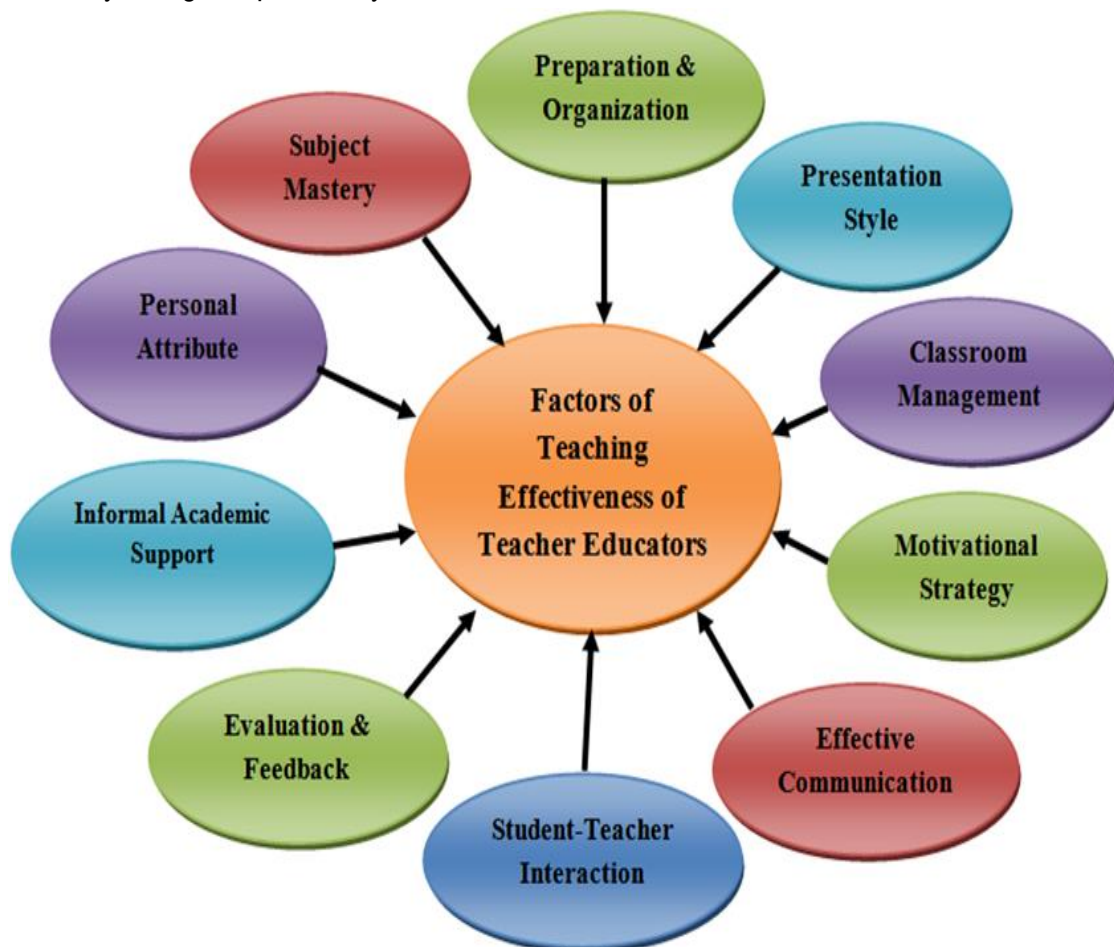 Preparation &
Organization
Presentation
Style
Classroom
Management
Motivational
Strategy
Effective
Communication
Student-Teacher
Interaction
Evaluation &
Feedback
Informal Academic
Support
Personal
Attribute
Subject
Mastery
Factors of
Teaching
Effectiveness of
Teacher Educators